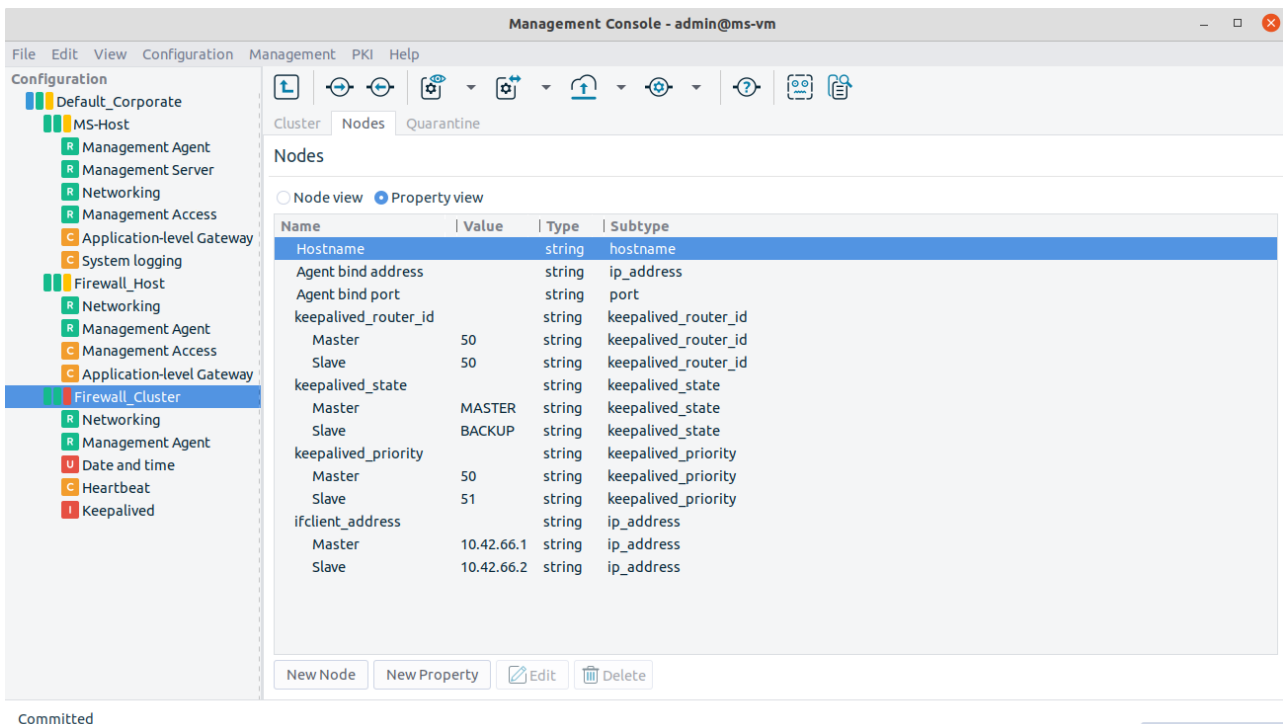 Management Console - admin@ms-vm
File Edit View Configuration Management PKI Help
Configuration
Default_Corporate
MS-Host
R Management Agent
R Management Server
R Networking
R Management Access
C Application-level Gateway
C System logging
Firewall_Host
R Networking
R Management Agent
C Management Access
C Application-level Gateway
Firewall_Cluster
R Networking
R Management Agent
U Date and time
C Heartbeat
I Keepalived
Cluster Nodes Quarantine
Nodes
Node view Property view
Name Value Type Subtype
Hostname string hostname
Agent bind address string ip_address
Agent bind port string port
keepalived_router_id string keepalived_router_id
Master 50 string keepalived_router_id
Slave 50 string keepalived_router_id
keepalived_state string keepalived_state
Master MASTER string keepalived_state
Slave BACKUP string keepalived_state
keepalived_priority string keepalived_priority
Master 50 string keepalived_priority
Slave 51 string keepalived_priority
ifclient_address string ip_address
Master 10.42.66.1 string ip_address
Slave 10.42.66.2 string ip_address
New Node New Property Edit Delete
Committed